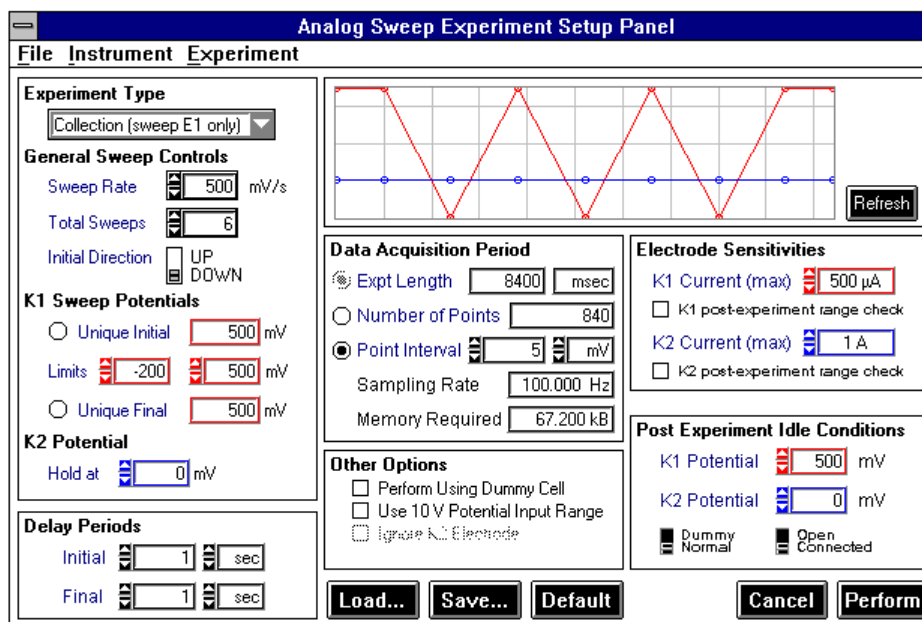 Analog Sweep Experiment Setup Panel
File Instrument Experiment
Experiment Type
Collection (sweep E1 only)
General Sweep Controls
Sweep Rate 500 mV/s
Total Sweeps 6
Initial Direction UP
DOWN
K1 Sweep Potentials
Unique Initial 500 mV
Limits -200 500 mV
Unique Final 500 mV
K2 Potential
Hold at 0 mV
Delay Periods
Initial 1 sec
Final 1 sec
Refresh
Data Acquisition Period
Expt Length 8400 msec
Number of Points 840
Point Interval 5 mV
Sampling Rate 100.000 Hz
Memory Required 67.200 kB
Other Options
Perform Using Dummy Cell
Use 10 V Potential Input Range
Ignore K2 Electrode
Electrode Sensitivities
K1 Current (max) 500 µA
K1 post-experiment range check
K2 Current (max) 1 A
K2 post-experiment range check
Post Experiment Idle Conditions
K1 Potential 500 mV
K2 Potential 0 mV
Dummy Open
Normal Connected
Load... Save... Default Cancel Perform